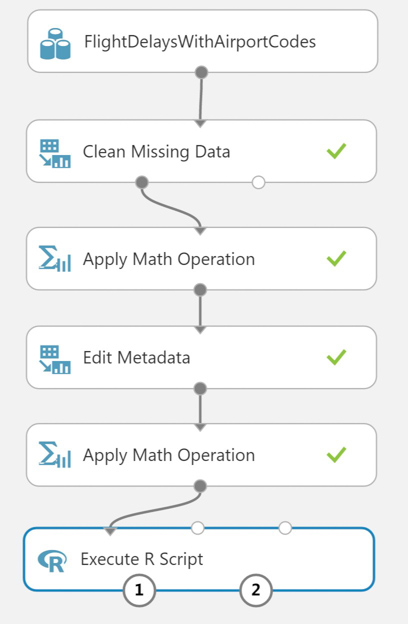 FlightDelaysWithAirportCodes
Clean Missing Data
Apply Math Operation
Edit Metadata
Apply Math Operation
Execute R Script
1 2